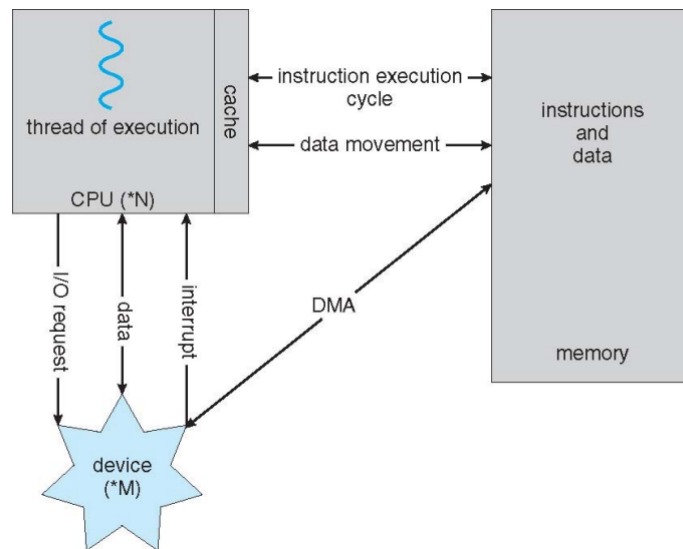 thread of execution
cache
CPU (*N)
instruction execution
cycle
data movement
instructions
and
data
memory
I/O request
data
interrupt
DMA
device
(*M)